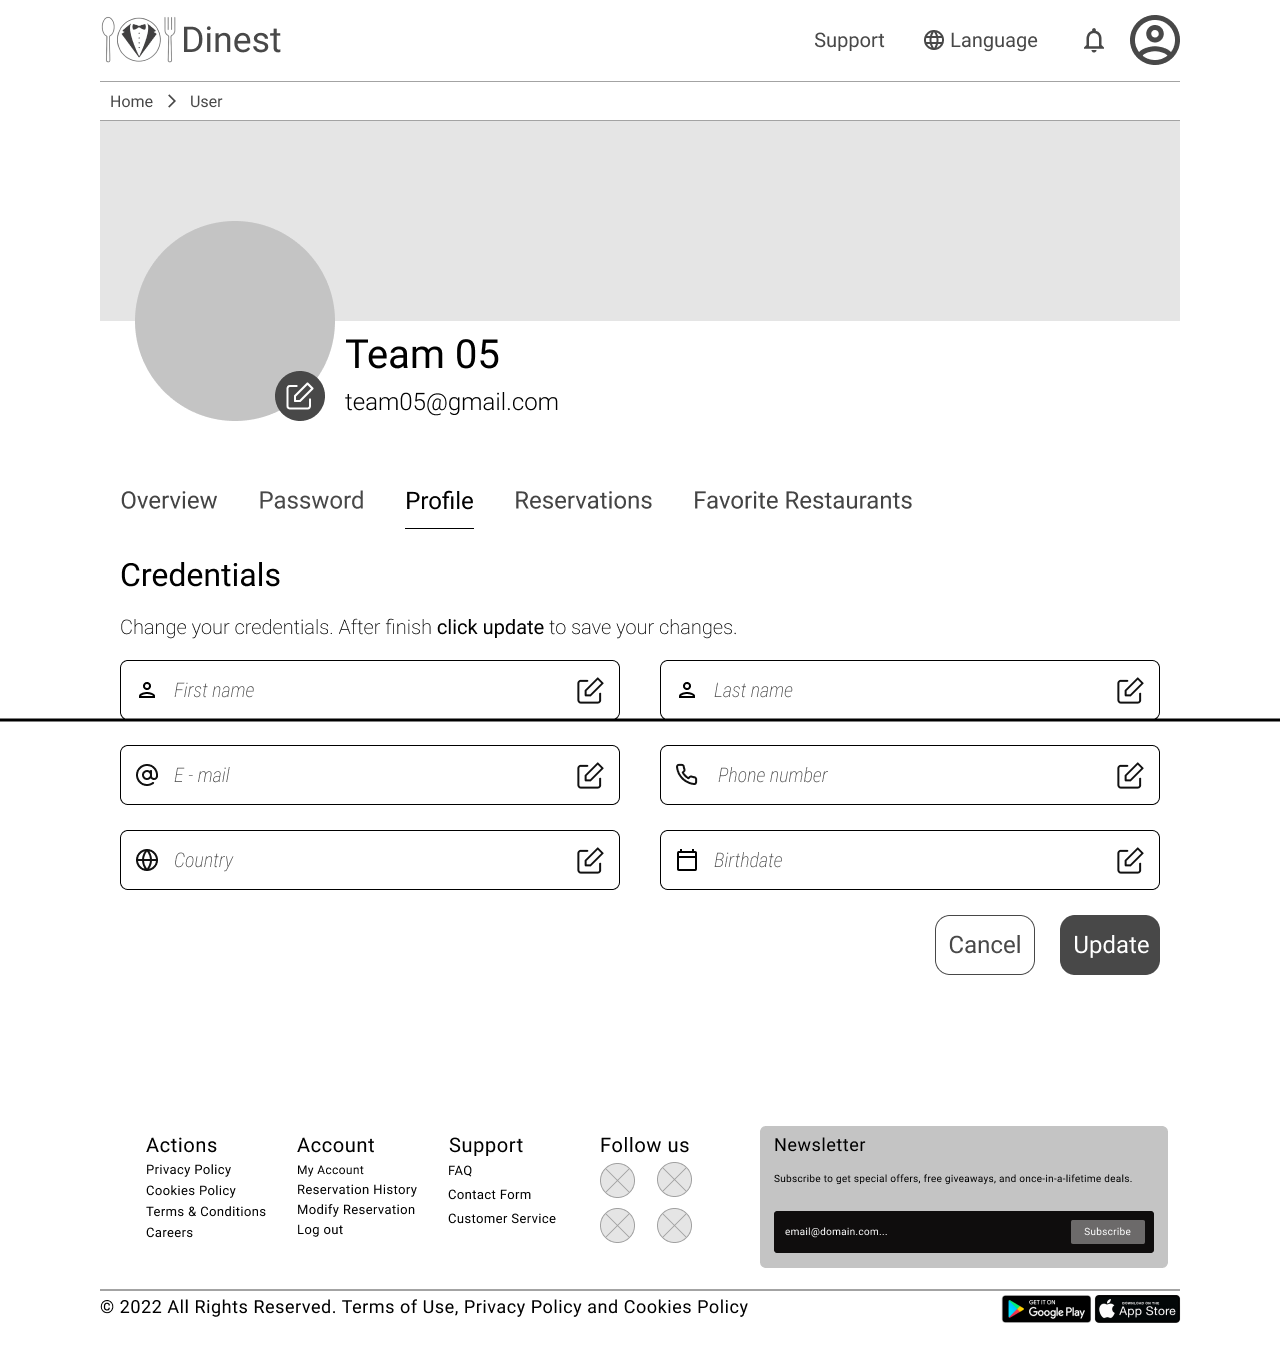 Dinest
Support
Language
Home
User
Team 05
team05@gmail.com
Overview
Password
Profile
Reservations
Favorite Restaurants
Credentials
Change your credentials. After finish click update to save your changes.
First name
Last name
E - mail
Phone number
Country
Birthdate
Cancel
Update
Actions
Privacy Policy
Cookies Policy
Terms & Conditions
Careers
Account
My Account
Reservation History
Modify Reservation
Log out
Support
FAQ
Contact Form
Customer Service
Follow us
Newsletter
Subscribe to get special offers, free giveaways, and once-in-a-lifetime deals.
email@domain.com...
Subscribe
© 2022 All Rights Reserved. Terms of Use, Privacy Policy and Cookies Policy
GET IT ON
Google Play
Download on the
App Store